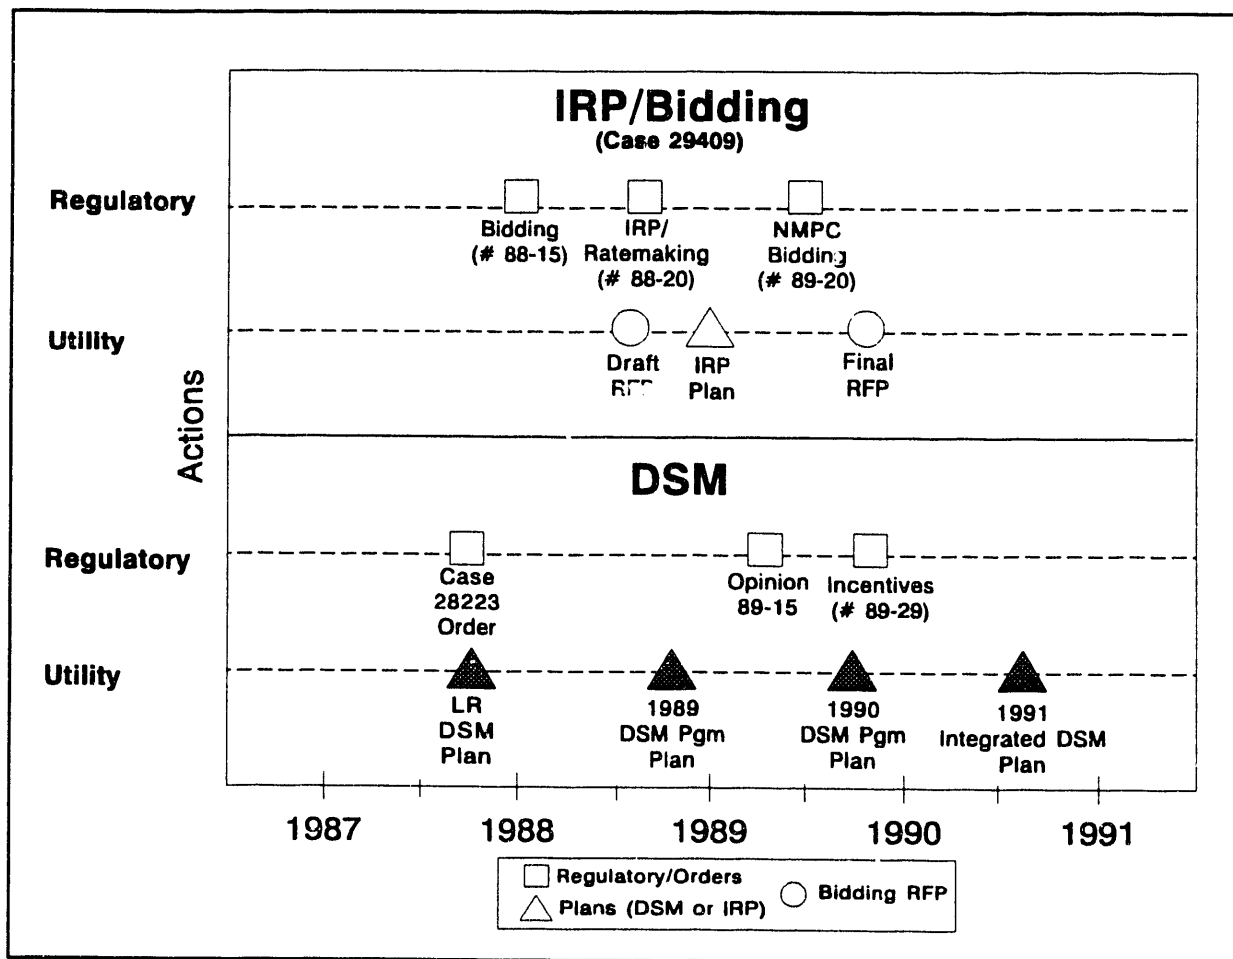 IRP/Bidding
(Case 29409)
Regulatory
Bidding
(# 88-15)
IRP/
Ratemaking
(# 88-20)
NMPC
Bidding
(# 89-20)
Utility
Draft
RFP
IRP
Plan
Final
RFP
Actions
DSM
Regulatory
Case
28223
Order
Opinion
89-15
Incentives
(# 89-29)
Utility
LR
DSM
Plan
1989
DSM Pgm
Plan
1990
DSM Pgm
Plan
1991
Integrated DSM
Plan
1987
1988
1989
1990
1991
Regulatory/Orders
Plans (DSM or IRP)
Bidding RFP